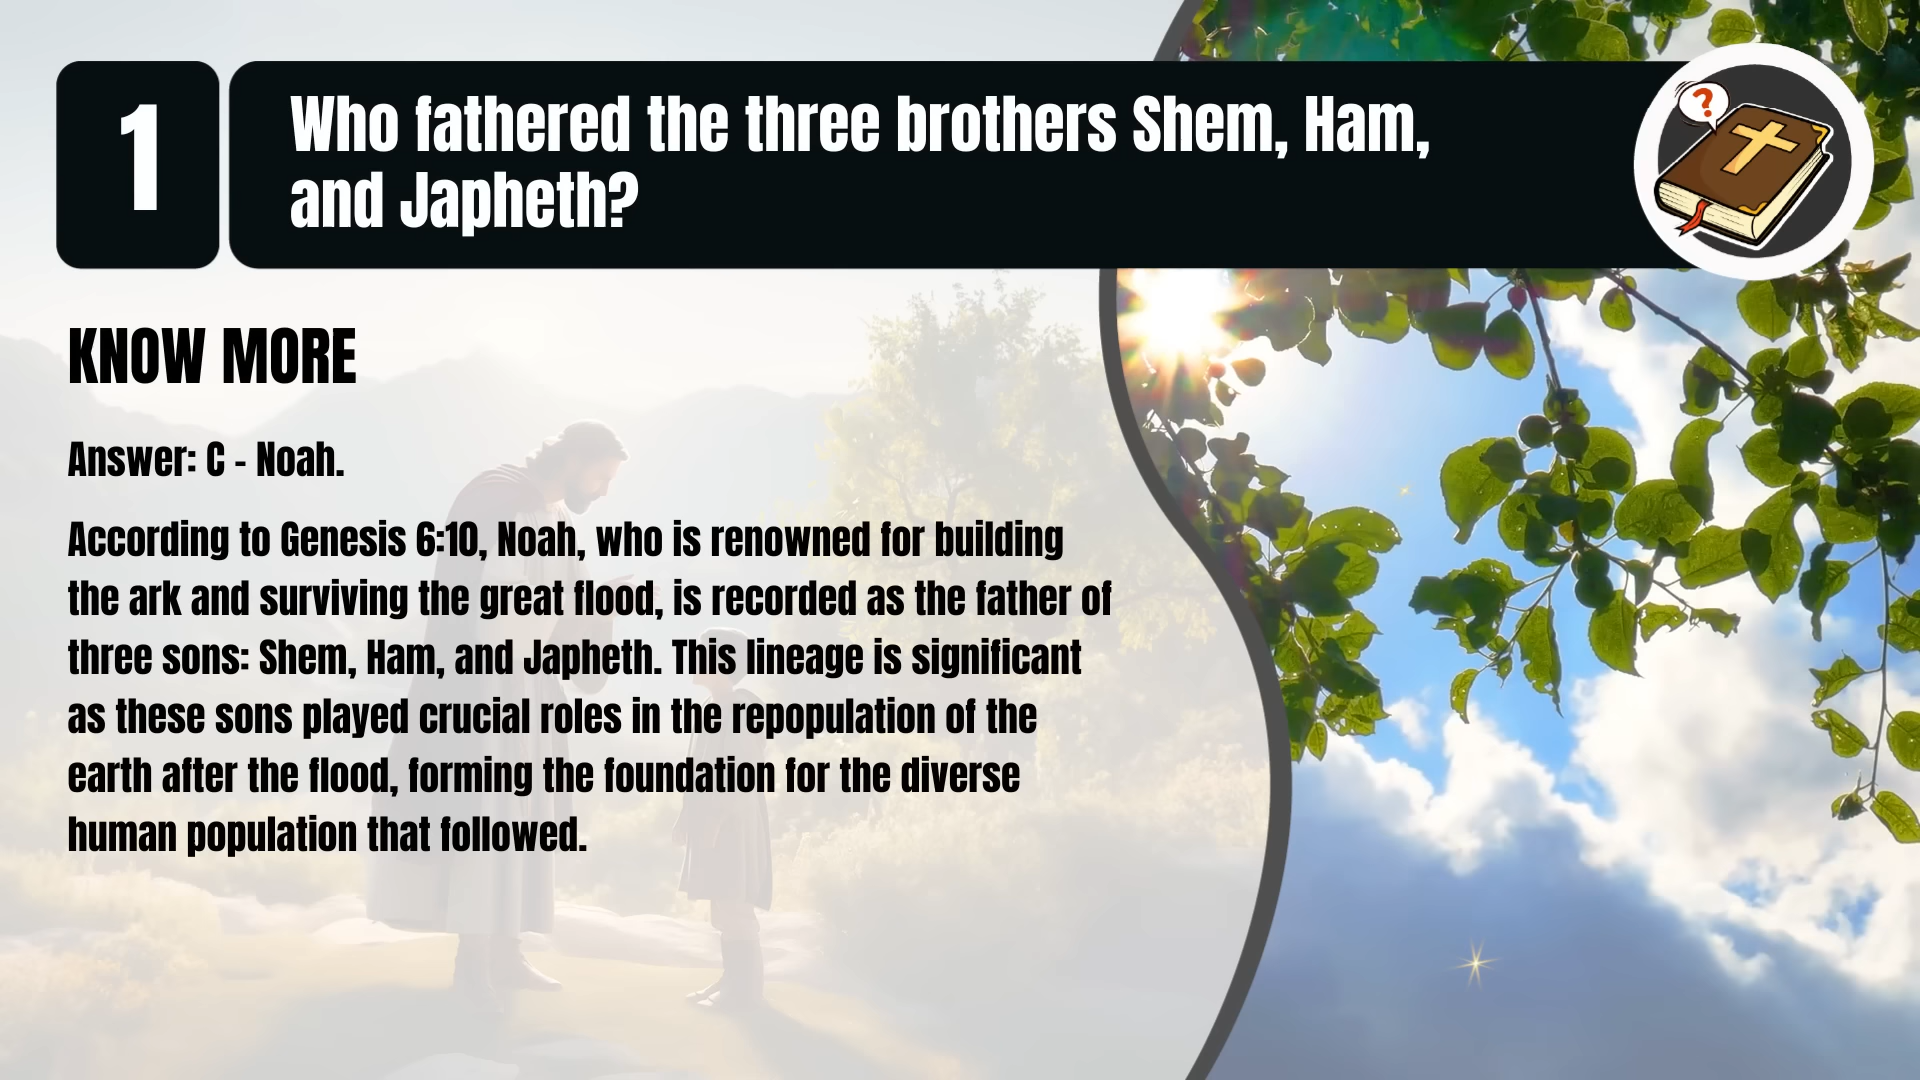 1
Who fathered the three brothers Shem, Ham,
and Japheth?
?
KNOW MORE
Answer: C - Noah.
According to Genesis 6:10, Noah, who is renowned for building
the ark and surviving the great flood, is recorded as the father of
three sons: Shem, Ham, and Japheth. This lineage is significant
as these sons played crucial roles in the repopulation of the
earth after the flood, forming the foundation for the diverse
human population that followed.